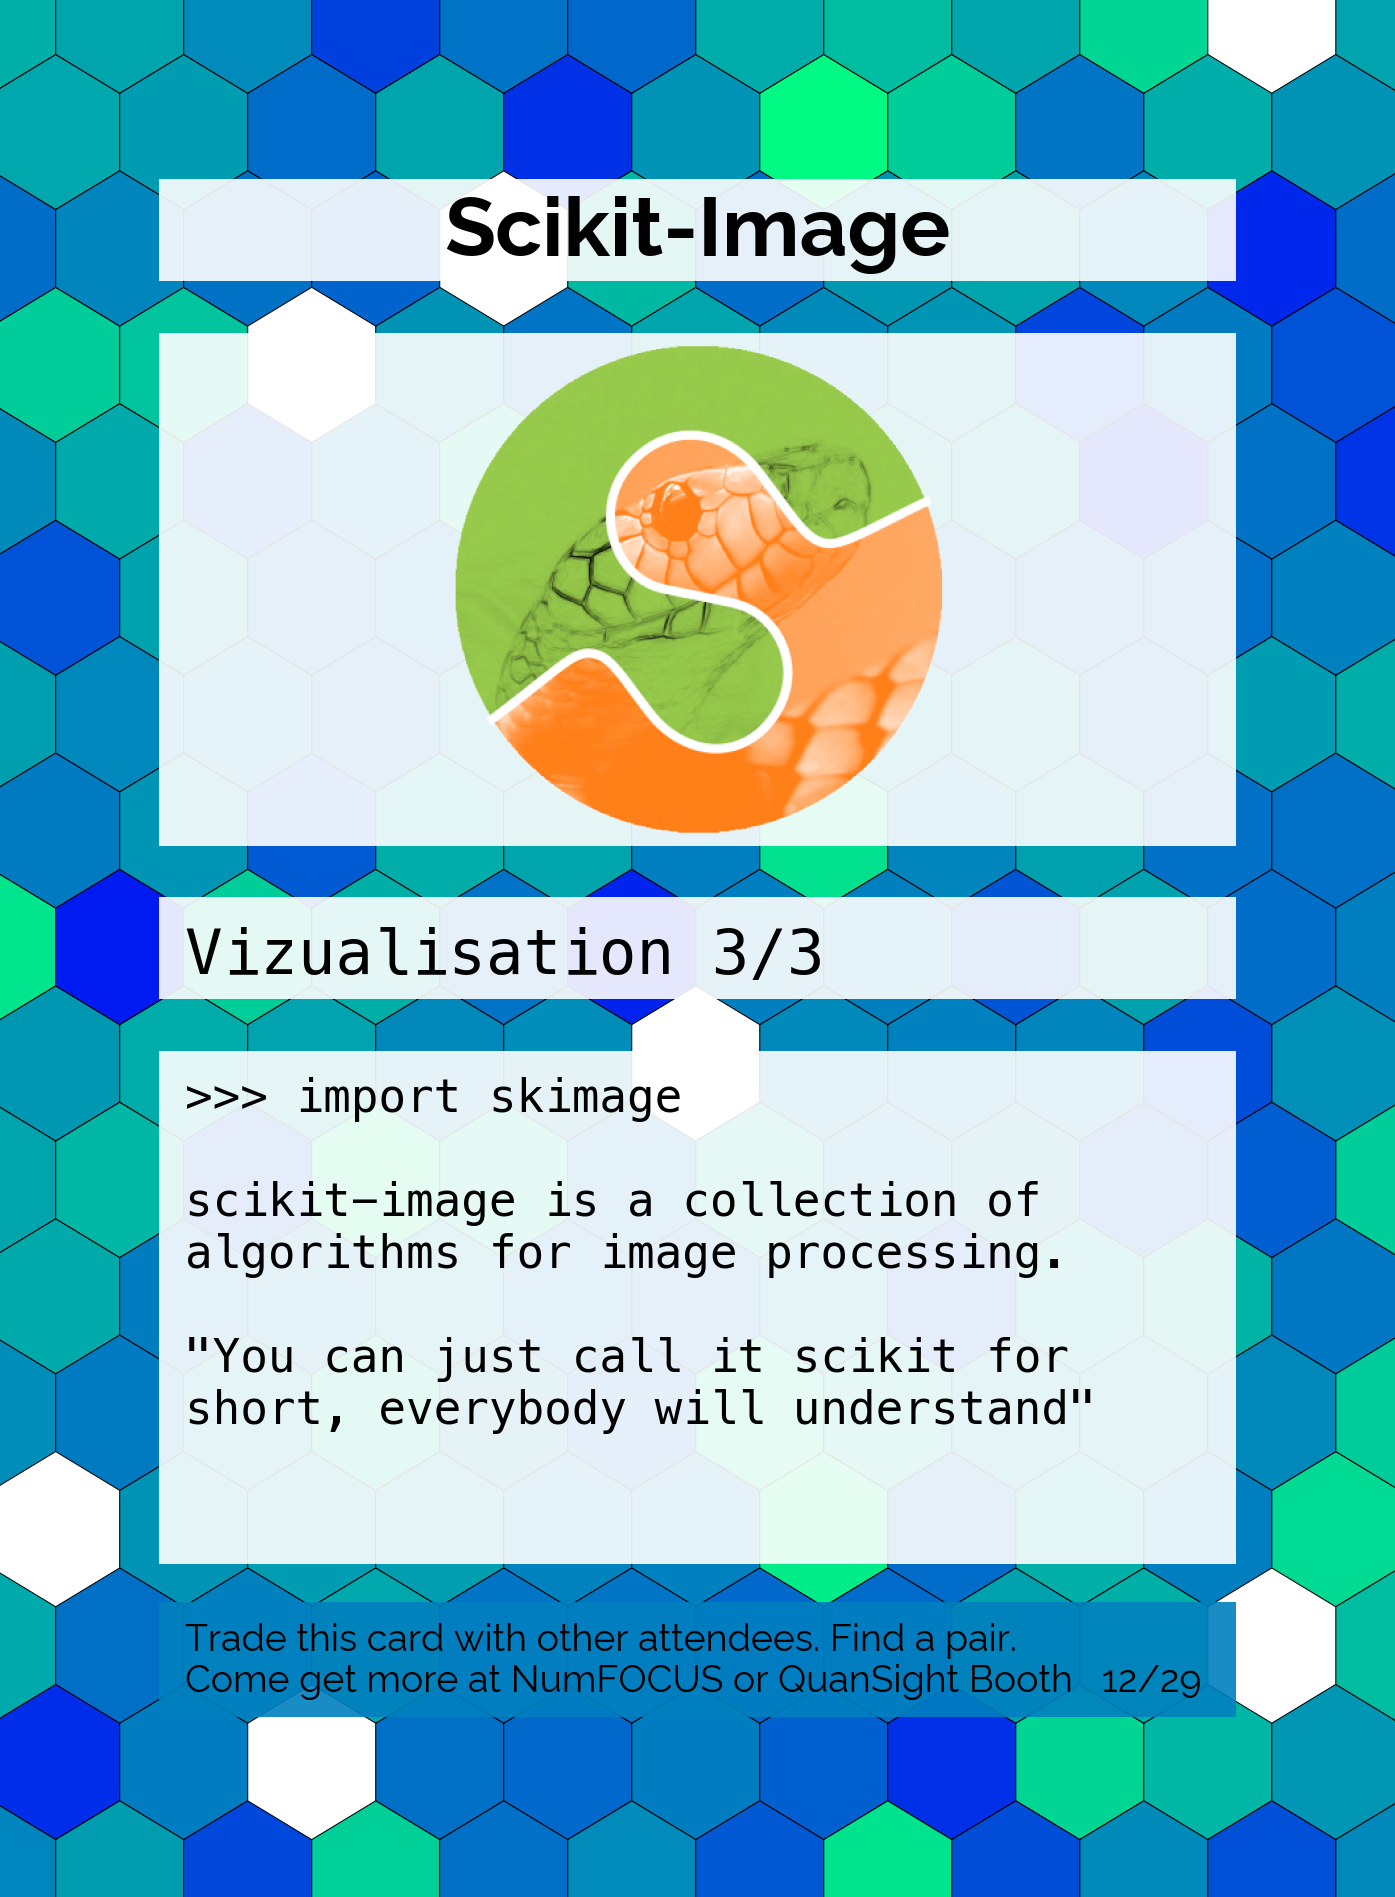 Scikit-Image
Vizualisation 3/3
>>> import skimage
scikit-image is a collection of
algorithms for image processing.
"You can just call it scikit for
short, everybody will understand"
Trade this card with other attendees. Find a pair.
Come get more at NumFOCUS or QuanSight Booth 12/29